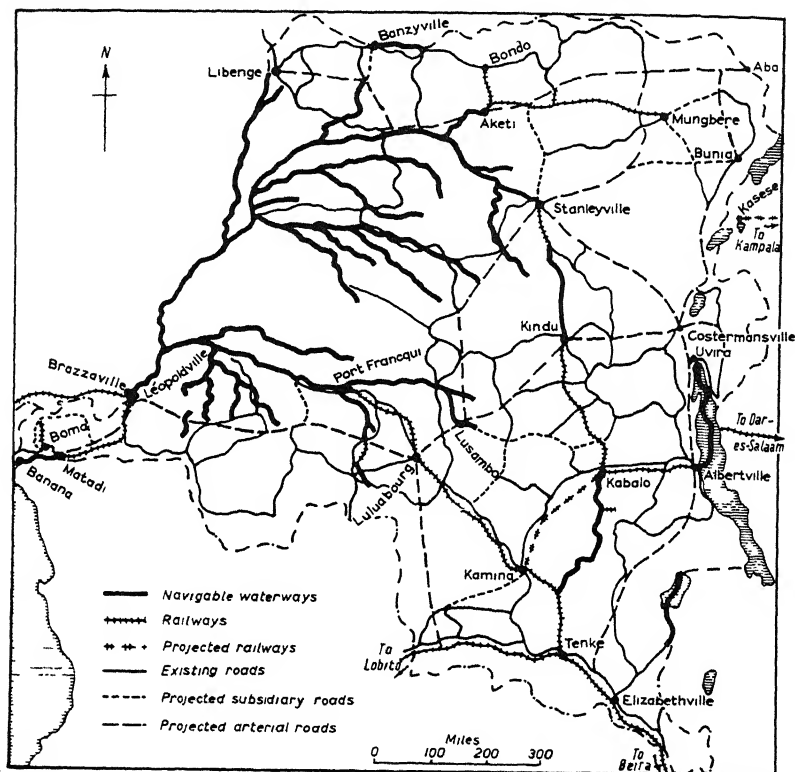 Banzyville
N
Libenge
Bondo
Aba
Aketi
Mungbere
Bunia
Kasese
To
Kampala
Stanleyville
Kindu
Costermansville
Uvira
Brazzaville
Léopoldville
Port Francqui
To Dar-
es-Salaam
Boma
Matadi
Banana
Lusambo
Luluabourg
Kabalo
Albertville
Kamina
To
Lobito
Tenke
Elizabethville
To
Beira
Navigable waterways
Railways
Projected railways
Existing roads
Projected subsidiary roads
Projected arterial roads
Miles
0 100 200 300